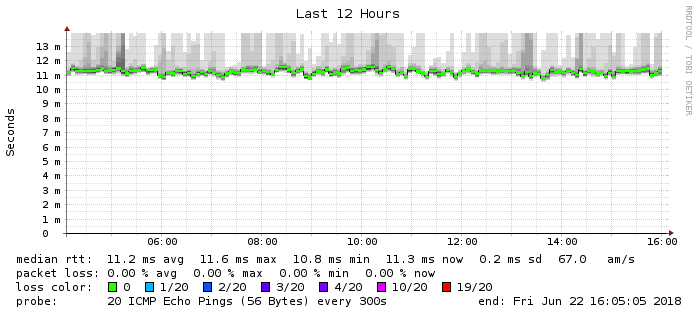 Last 12 Hours
RRDTOOL / TOBI OETIKER
Seconds
13 m
12 m
11 m
10 m
9 m
8 m
7 m
6 m
5 m
4 m
3 m
2 m
1 m
0
06:00 08:00 10:00 12:00 14:00 16:00
median rtt: 11.2 ms avg 11.6 ms max 10.8 ms min 11.3 ms now 0.2 ms sd 67.0 am/s
packet loss: 0.00 % avg 0.00 % max 0.00 % min 0.00 % now
loss color: 0 1/20 2/20 3/20 4/20 10/20 19/20
probe: 20 ICMP Echo Pings (56 Bytes) every 300s end: Fri Jun 22 16:05:05 2018